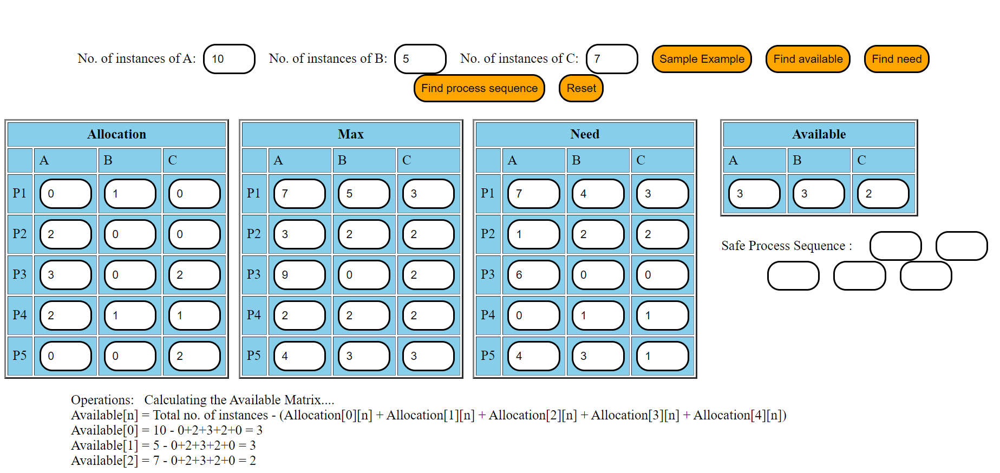 No. of instances of A: 10 No. of instances of B: 5 No. of instances of C: 7 Sample Example Find available Find need
Find process sequence Reset
Allocation
A B C
P1 0 1 0
P2 2 0 0
P3 3 0 2
P4 2 1 1
P5 0 0 2
Max
A B C
P1 7 5 3
P2 3 2 2
P3 9 0 2
P4 2 2 2
P5 4 3 3
Need
A B C
P1 7 4 3
P2 1 2 2
P3 6 0 0
P4 0 1 1
P5 4 3 1
Available
A B C
3 3 2
Safe Process Sequence :
Operations: Calculating the Available Matrix....
Available[n] = Total no. of instances - (Allocation[0][n] + Allocation[1][n] + Allocation[2][n] + Allocation[3][n] + Allocation[4][n])
Available[0] = 10 - 0+2+3+2+0 = 3
Available[1] = 5 - 0+2+3+2+0 = 3
Available[2] = 7 - 0+2+3+2+0 = 2